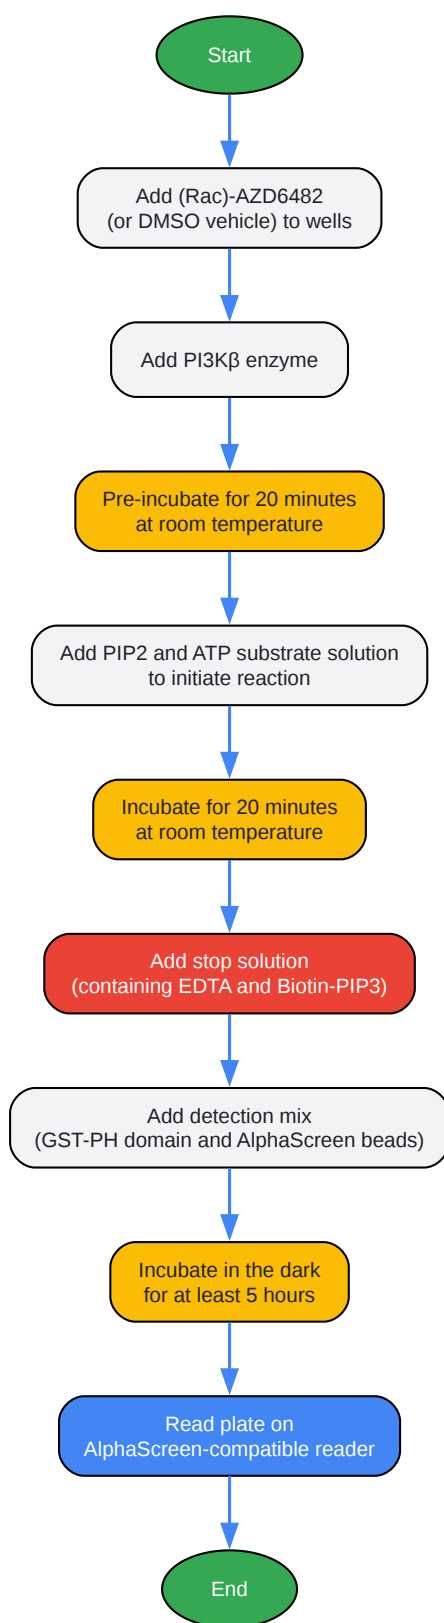 Start
Add (Rac)-AZD6482
(or DMSO vehicle) to wells
Add PI3Kβ enzyme
Pre-incubate for 20 minutes
at room temperature
Add PIP2 and ATP substrate solution
to initiate reaction
Incubate for 20 minutes
at room temperature
Add stop solution
(containing EDTA and Biotin-PIP3)
Add detection mix
(GST-PH domain and AlphaScreen beads)
Incubate in the dark
for at least 5 hours
Read plate on
AlphaScreen-compatible reader
End